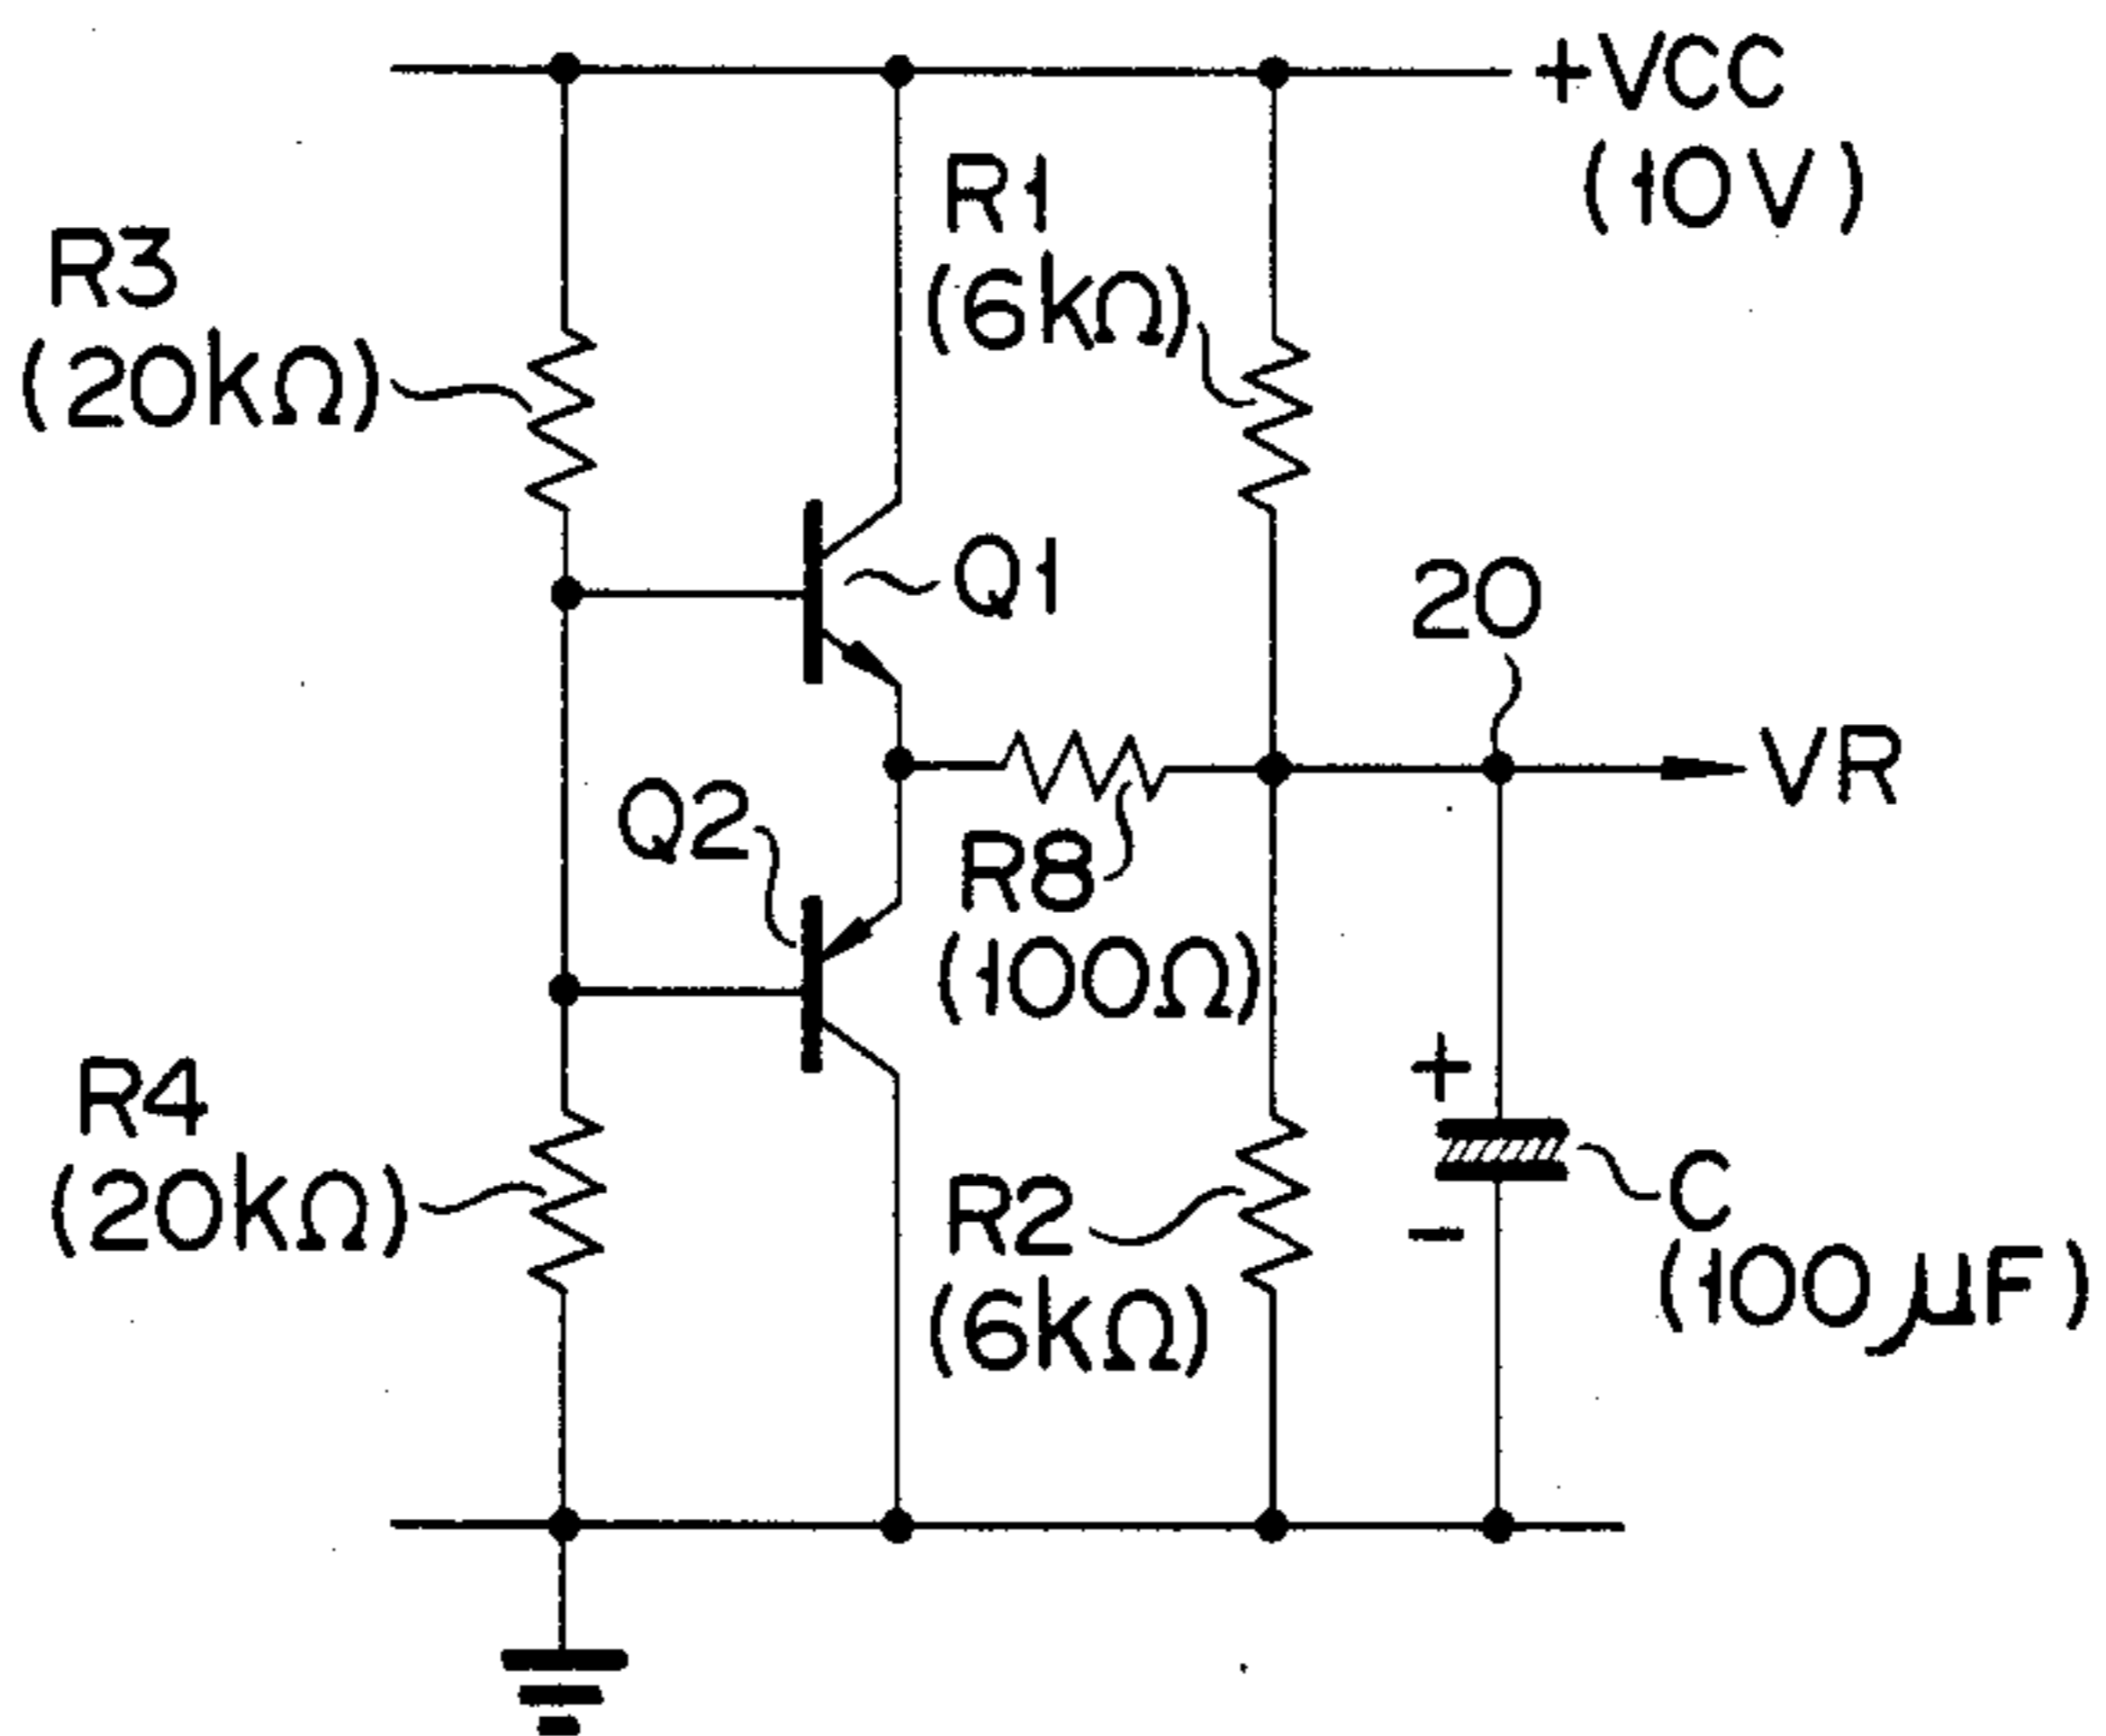 +VCC
(10V)
R1
(6kΩ)
R3
(20kΩ)
Q1
20
VR
Q2
R8
(100Ω)
+
R4
(20kΩ)
R2
(6kΩ)
-
C
(100μF)